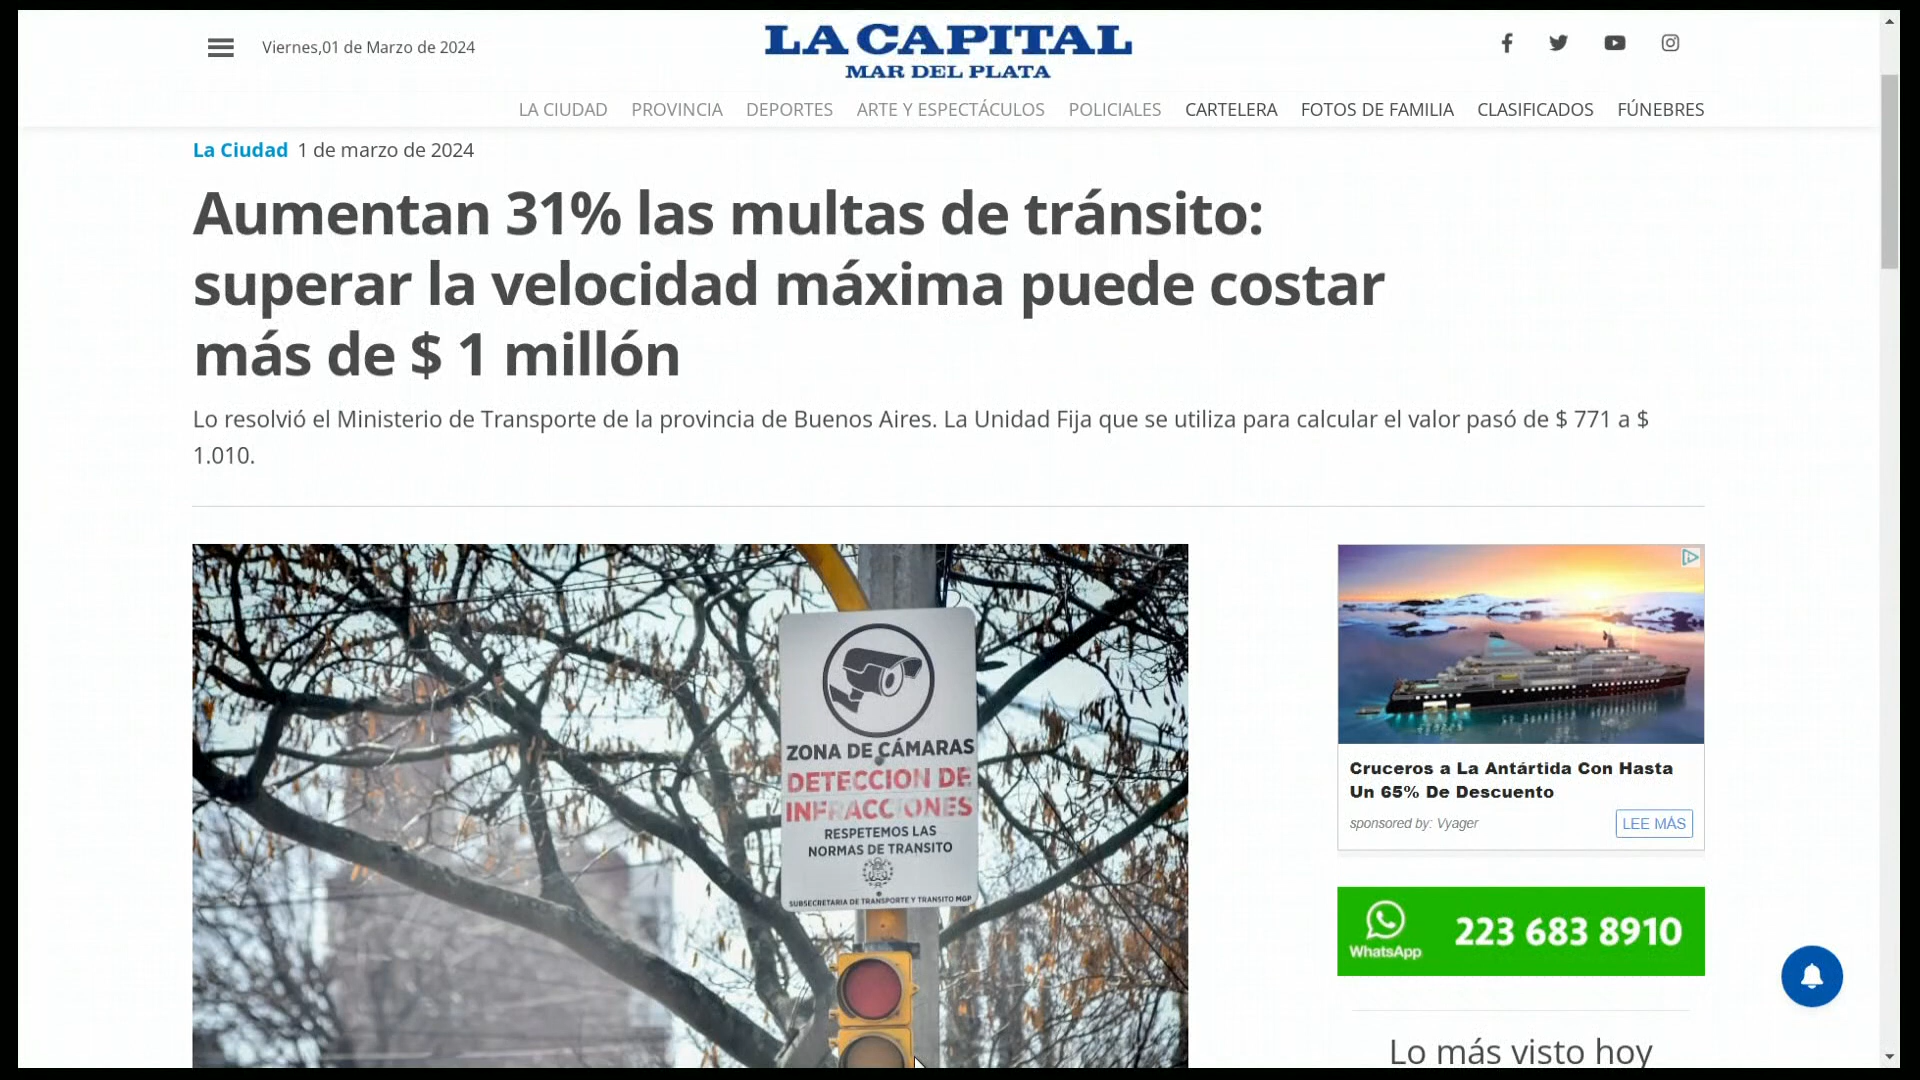 Viernes,01 de Marzo de 2024
LA CAPITAL
MAR DEL PLATA
LA CIUDAD PROVINCIA DEPORTES ARTE Y ESPECTÁCULOS POLICIALES CARTELERA FOTOS DE FAMILIA CLASIFICADOS FÚNEBRES
La Ciudad 1 de marzo de 2024
Aumentan 31% las multas de tránsito:
superar la velocidad máxima puede costar
más de $ 1 millón
Lo resolvió el Ministerio de Transporte de la provincia de Buenos Aires. La Unidad Fija que se utiliza para calcular el valor pasó de $ 771 a $
1.010.
ZONA DE CÁMARAS
DETECCION DE
INFRACCIONES
RESPETEMOS LAS
NORMAS DE TRANSITO
SUBSECRETARIA DE TRANSPORTE Y TRANSITO MGP
Cruceros a La Antártida Con Hasta
Un 65% De Descuento
sponsored by: Vyager
LEE MÁS
WhatsApp
223 683 8910
Lo más visto hoy